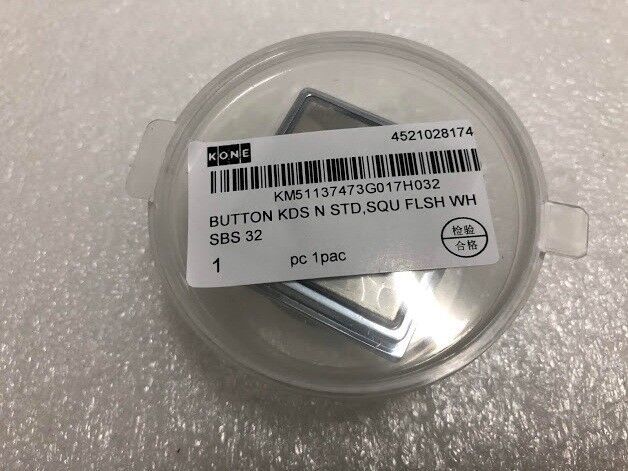 KONE
4521028174
KM51137473G017H032
BUTTON KDS N STD,SQU FLSH WH
SBS 32
1 pc 1pac
检验
合格